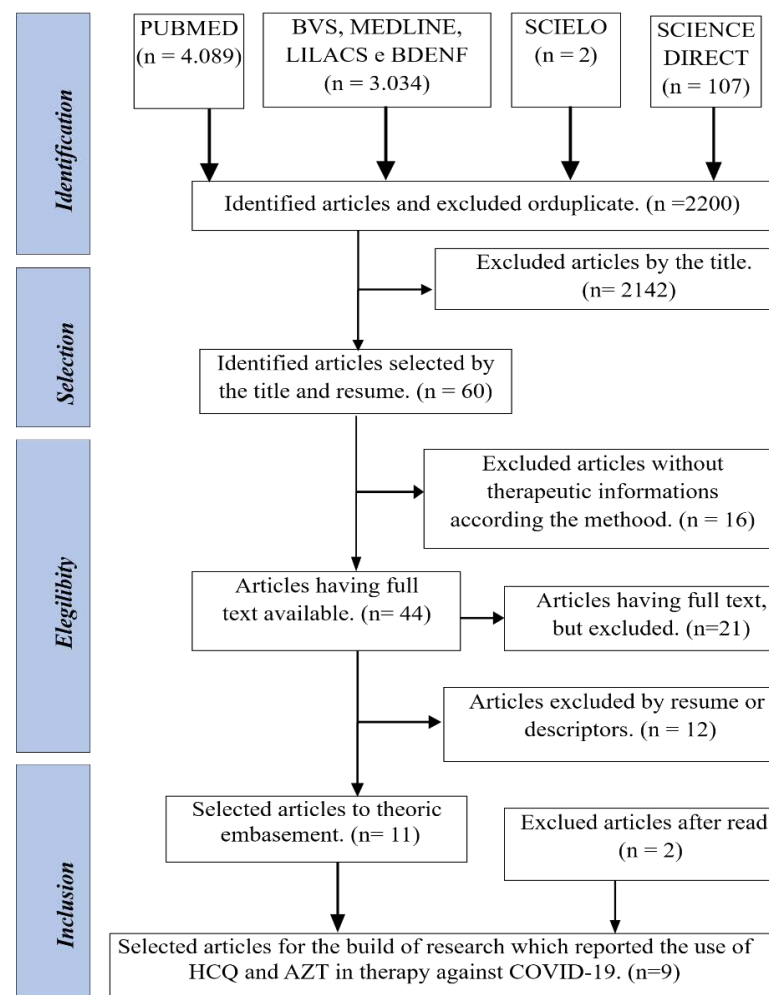 PUBMED
(n = 4.089)
BVS, MEDLINE,
LILACS e BDENF
(n = 3.034)
SCIELO
(n = 2)
SCIENCE
DIRECT
(n = 107)
Identification
Identified articles and excluded orduplicate. (n =2200)
Excluded articles by the title.
(n= 2142)
Selection
Identified articles selected by
the title and resume. (n = 60)
Excluded articles without
therapeutic informations
according the methood. (n = 16)
Elegilibity
Articles having full
text available. (n= 44)
Articles having full text,
but excluded. (n=21)
Articles excluded by resume or
descriptors. (n = 12)
Inclusion
Selected articles to theoric
embasement. (n= 11)
Exclued articles after read
(n = 2)
Selected articles for the build of research which reported the use of
HCQ and AZT in therapy against COVID-19. (n=9)